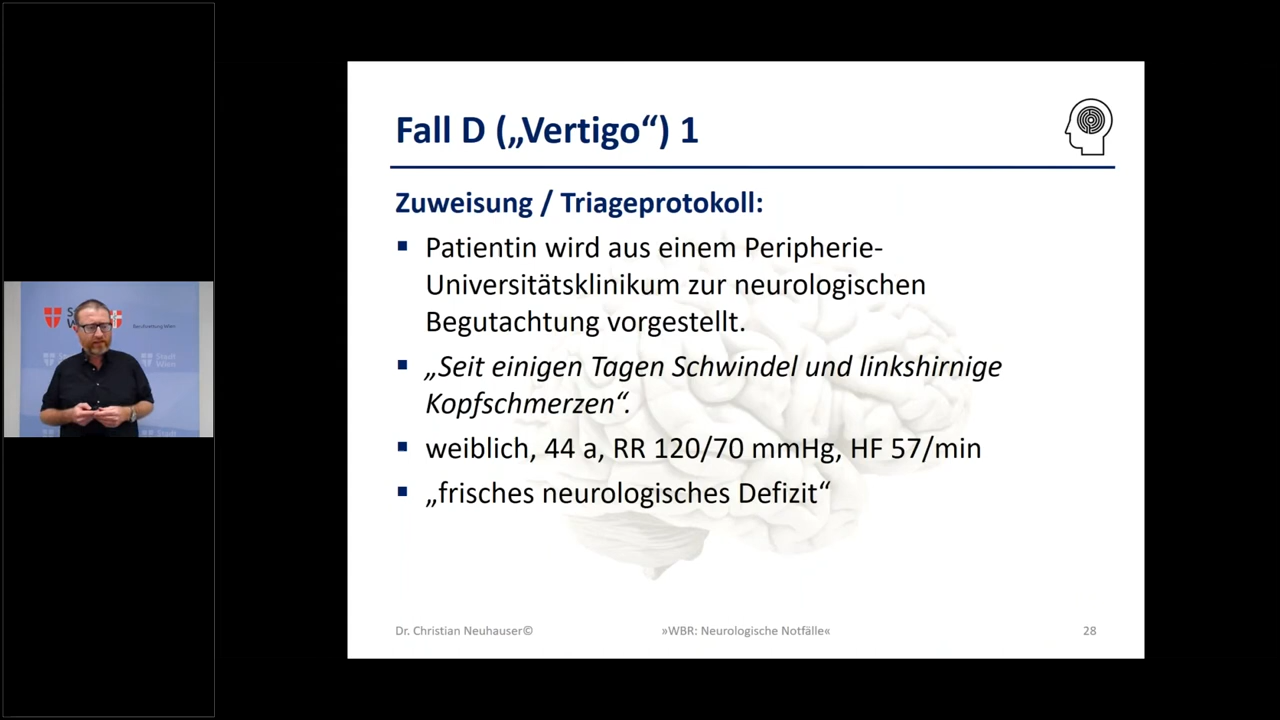 Fall D („Vertigo“) 1
Zuweisung / Triageprotokoll:
▪ Patientin wird aus einem Peripherie-
Universitätsklinikum zur neurologischen
Begutachtung vorgestellt.
▪ „Seit einigen Tagen Schwindel und linkshirnige
Kopfschmerzen“.
▪ weiblich, 44 a, RR 120/70 mmHg, HF 57/min
▪ „frisches neurologisches Defizit“
Dr. Christian Neuhauser©
»WBR: Neurologische Notfälle«
28
Stadt
Wien